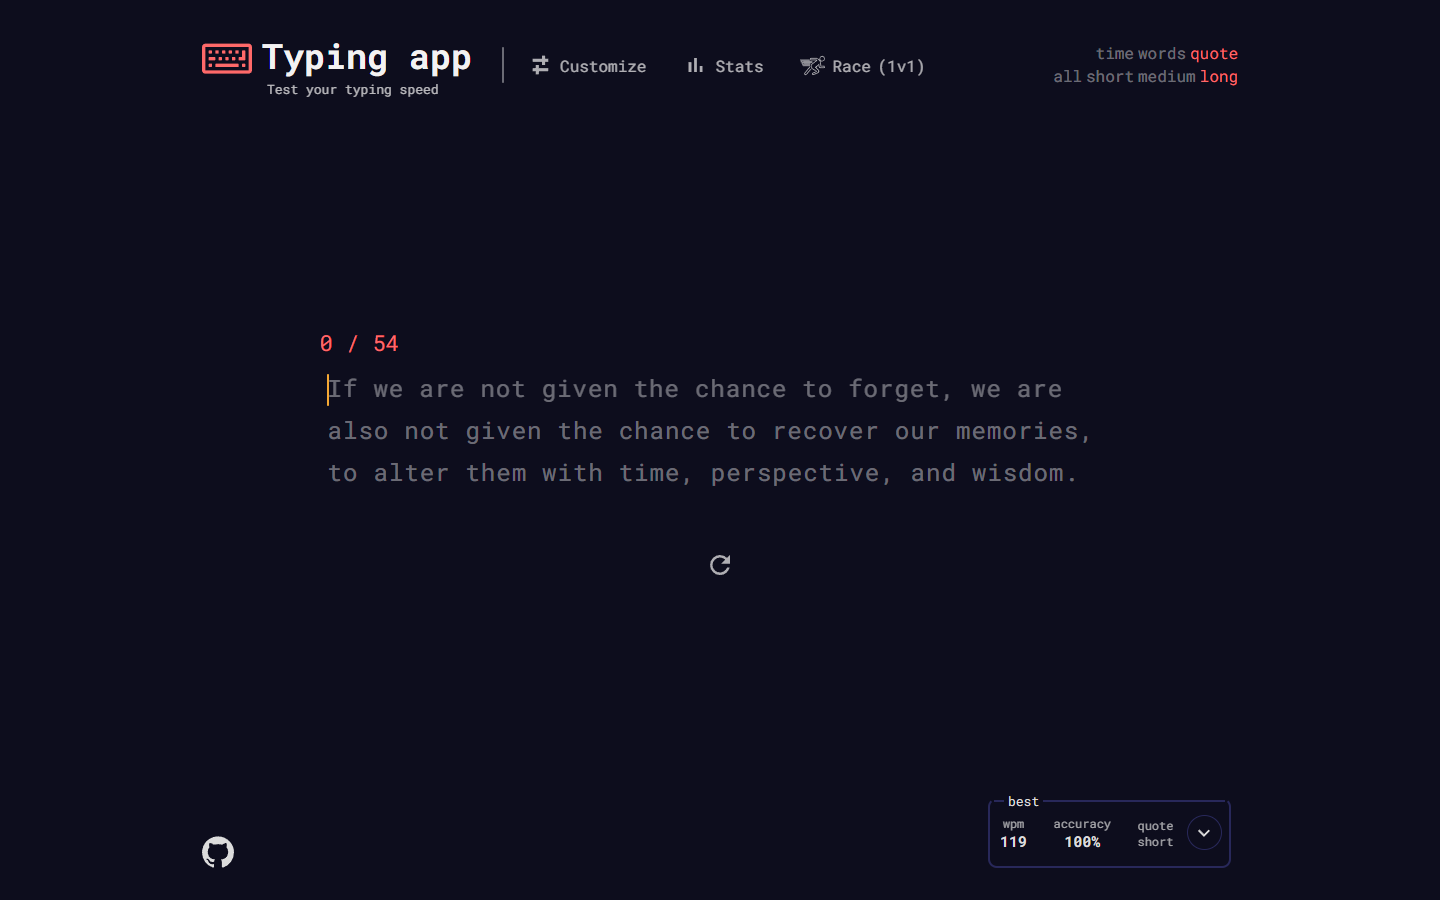 Typing app
Test your typing speed
Customize
Stats
Race (1v1)
time words quote
all short medium long
0 / 54
If we are not given the chance to forget, we are
also not given the chance to recover our memories,
to alter them with time, perspective, and wisdom.
best
wpm accuracy quote
119 100% short